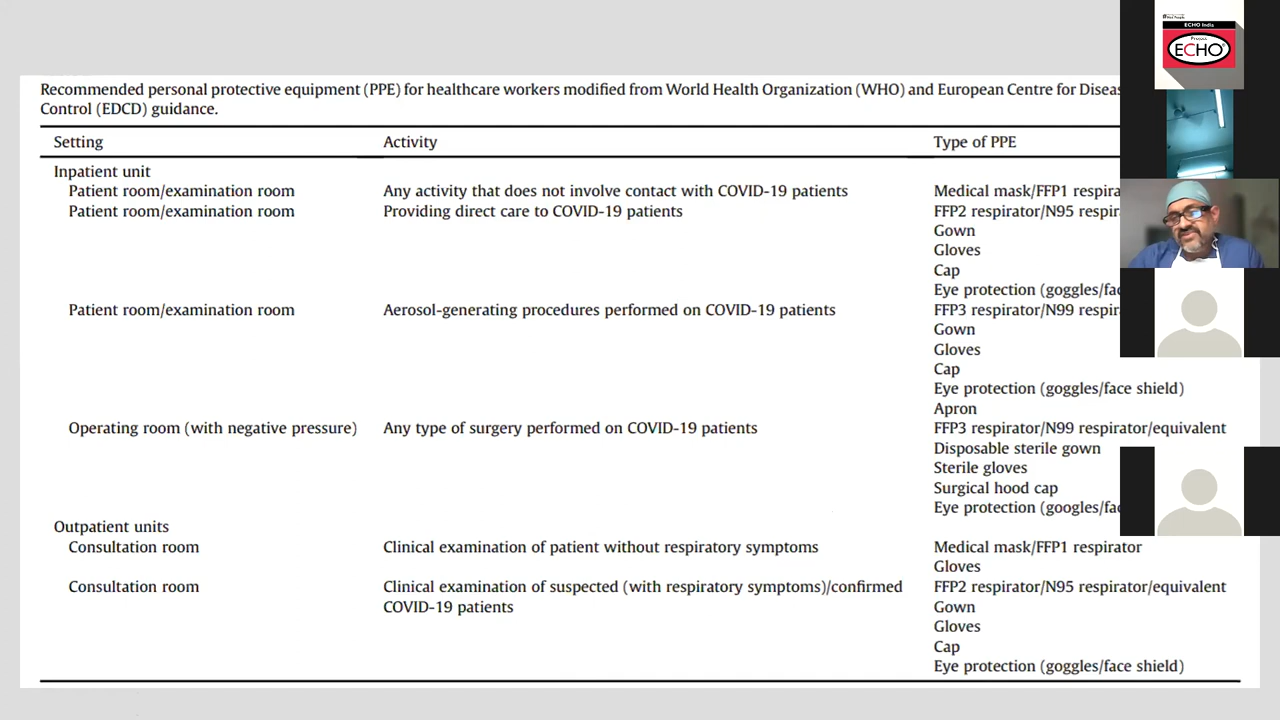 Recommended personal protective equipment (PPE) for healthcare workers modified from World Health Organization (WHO) and European Centre for
Control (EDCD) guidance.
Setting Activity Type of PPE
Inpatient unit
Patient room/examination room Any activity that does not involve contact with COVID-19 patients Medical mask/FFP1
Patient room/examination room Providing direct care to COVID-19 patients FFP2 respirator/N95
Gown
Gloves
Cap
Eye protection
Patient room/examination room Aerosol-generating procedures performed on COVID-19 patients FFP3 respirator/N99
Gown
Gloves
Cap
Eye protection (goggles/face shield)
Apron
Operating room (with negative pressure) Any type of surgery performed on COVID-19 patients FFP3 respirator/N99 respirator/equivalent
Disposable sterile gown
Sterile gloves
Surgical hood cap
Eye protection
Outpatient units
Consultation room Clinical examination of patient without respiratory symptoms Medical mask/FFP1 respirator
Gloves
Consultation room Clinical examination of suspected (with respiratory symptoms)/confirmed FFP2 respirator/N95 respirator/equivalent
COVID-19 patients Gown
Gloves
Cap
Eye protection (goggles/face shield)
ECHO India
Project
ECHO